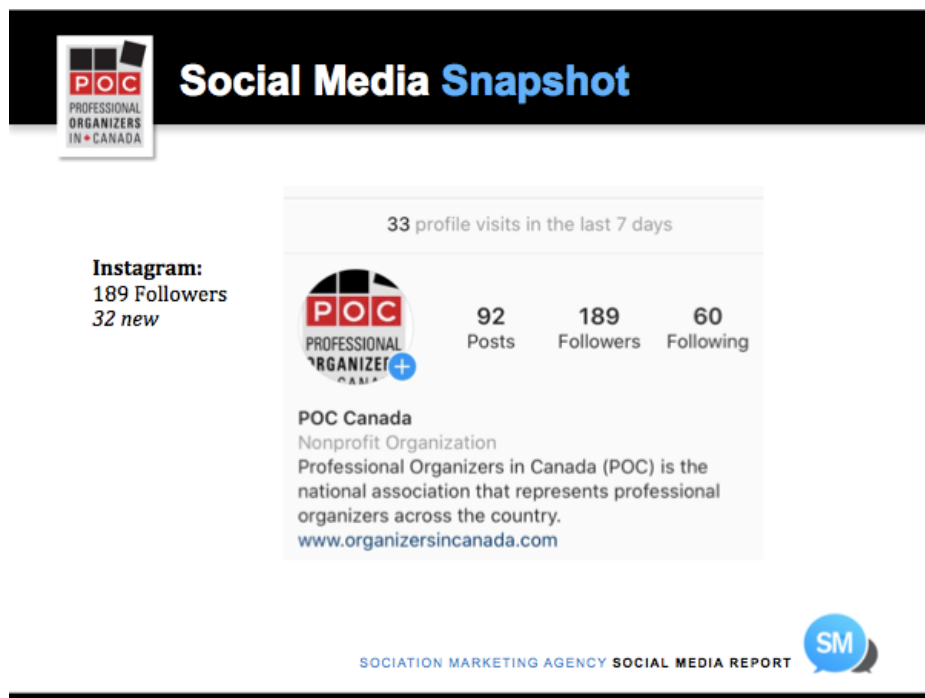 POC
PROFESSIONAL
ORGANIZERS
IN CANADA
Social Media Snapshot
33 profile visits in the last 7 days
Instagram:
189 Followers
32 new
POC
PROFESSIONAL
92 189 60
Posts Followers Following
POC Canada
Nonprofit Organization
Professional Organizers in Canada (POC) is the
national association that represents professional
organizers across the country.
www.organizersincanada.com
SOCIATION MARKETING AGENCY SOCIAL MEDIA REPORT
SM